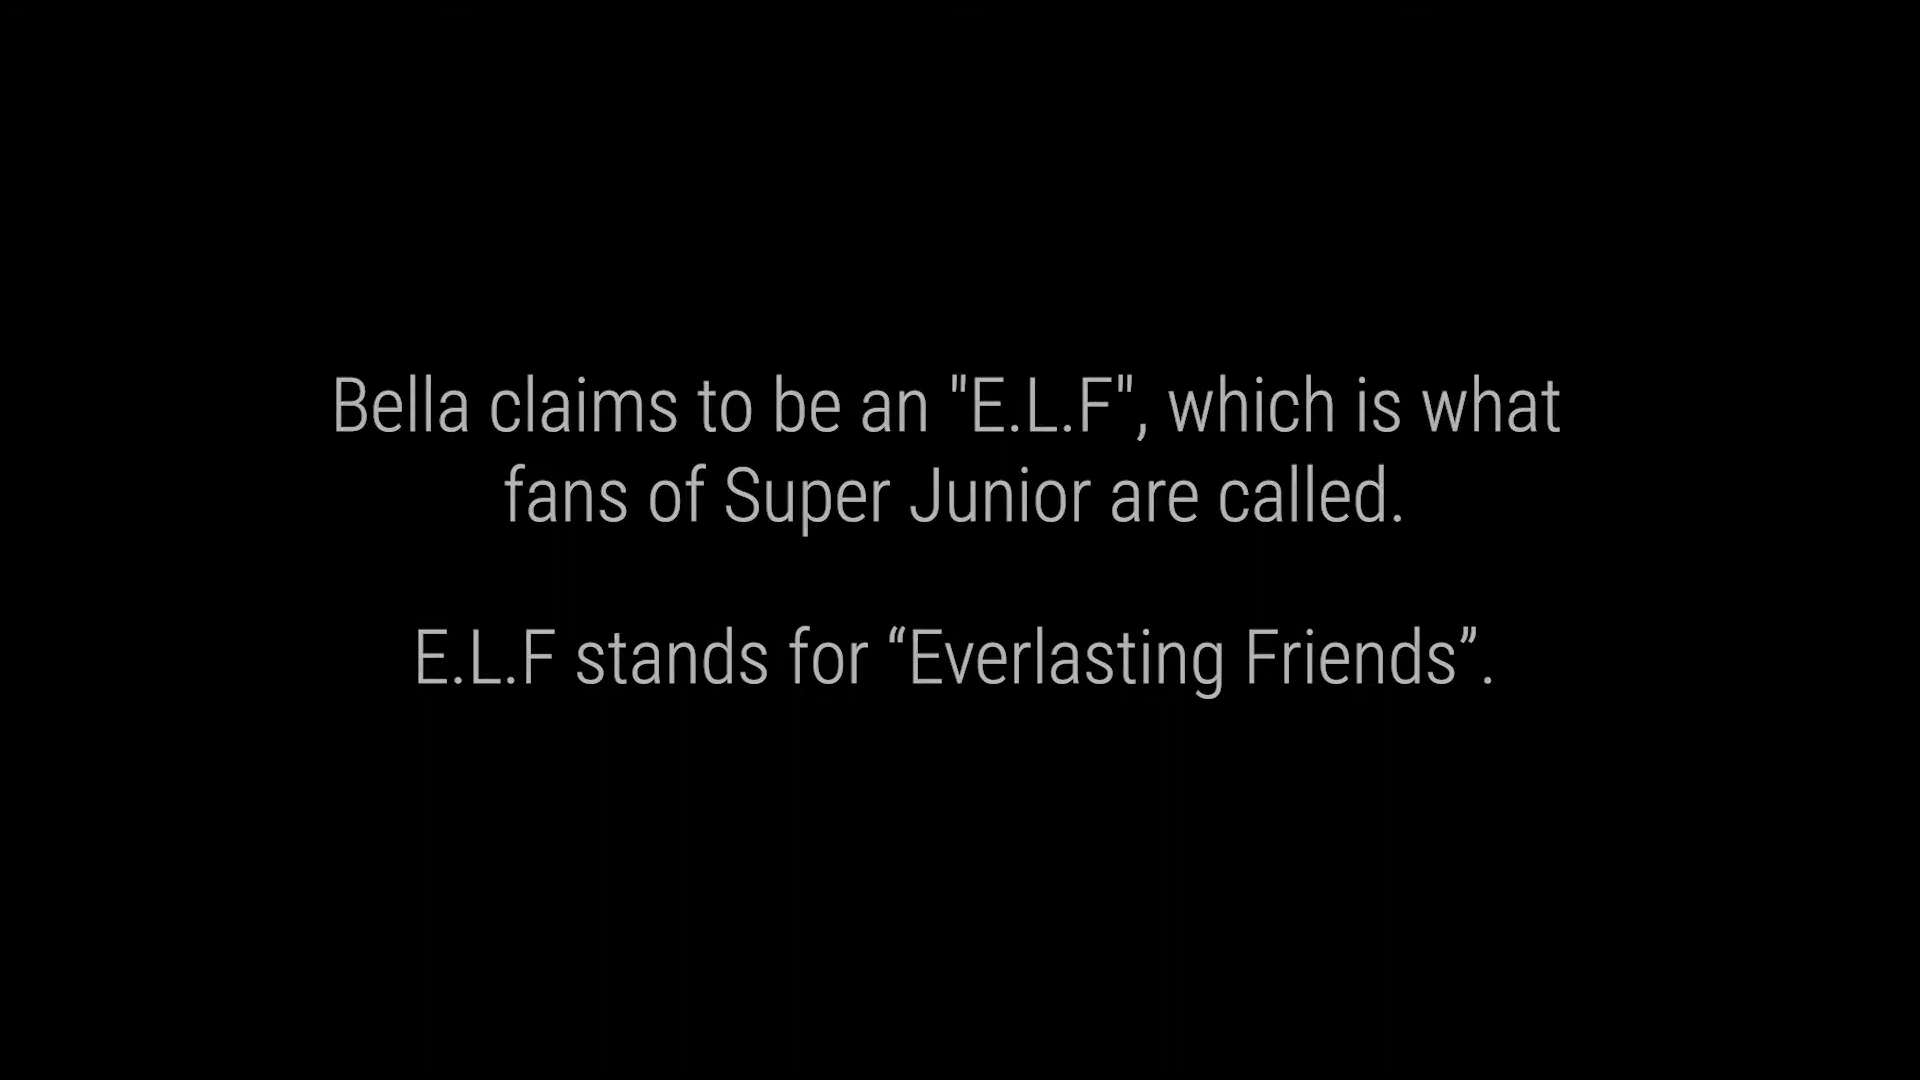 Bella claims to be an "E.L.F", which is what
fans of Super Junior are called.
E.L.F stands for “Everlasting Friends”.